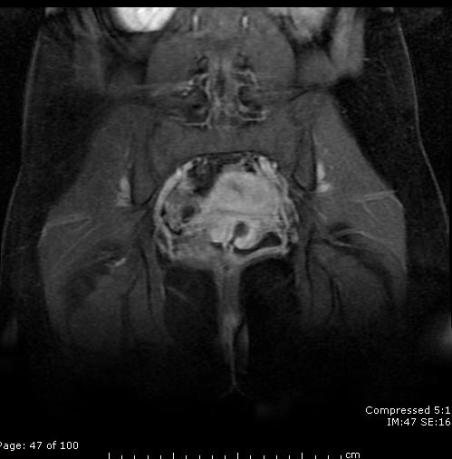 Compressed 5:1
IM:47 SE:16
Page: 47 of 100
cm